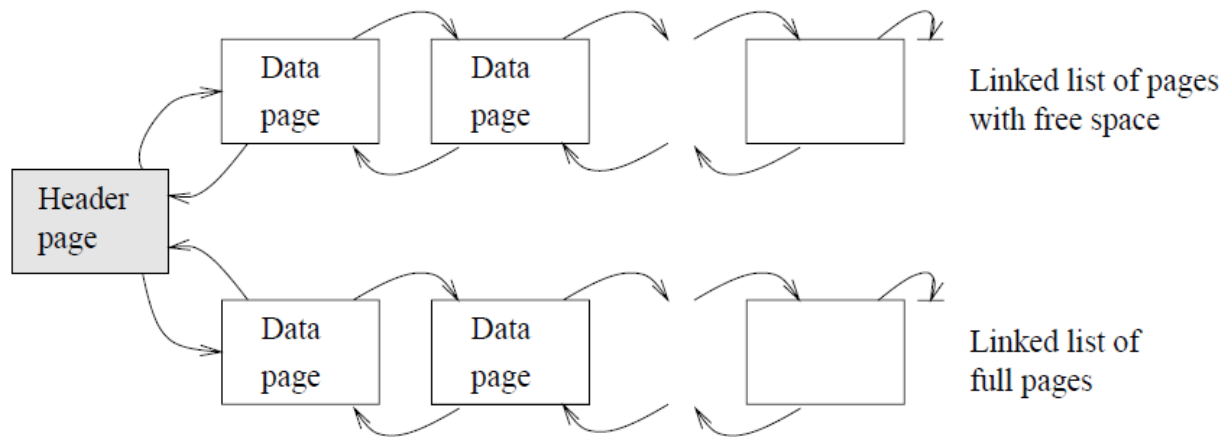 Data
page
Data
page
Linked list of pages
with free space
Header
page
Data
page
Data
page
Linked list of
full pages